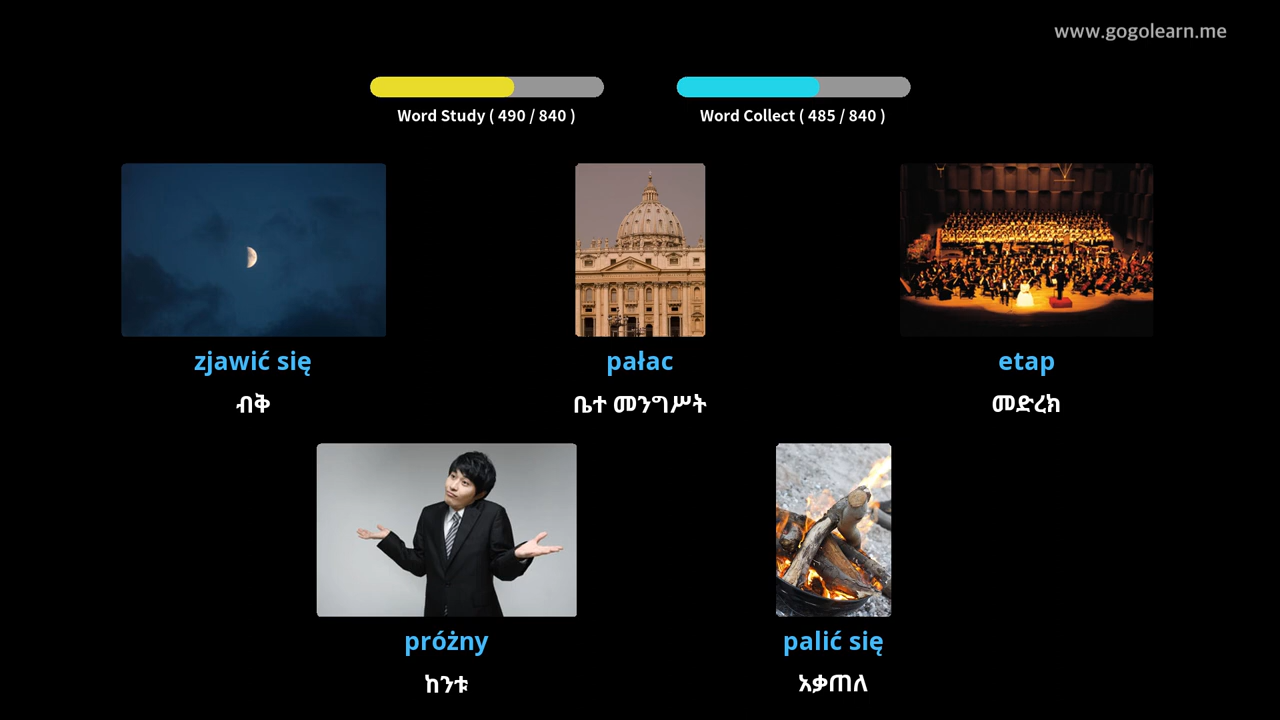 www.gogolearn.me
Word Study ( 490 / 840 )
Word Collect ( 485 / 840 )
zjawić się
pałac
etap
ብቅ
ቤተ መንግሥት
መድረክ
próżny
palić się
ከንቱ
አቃጠለ